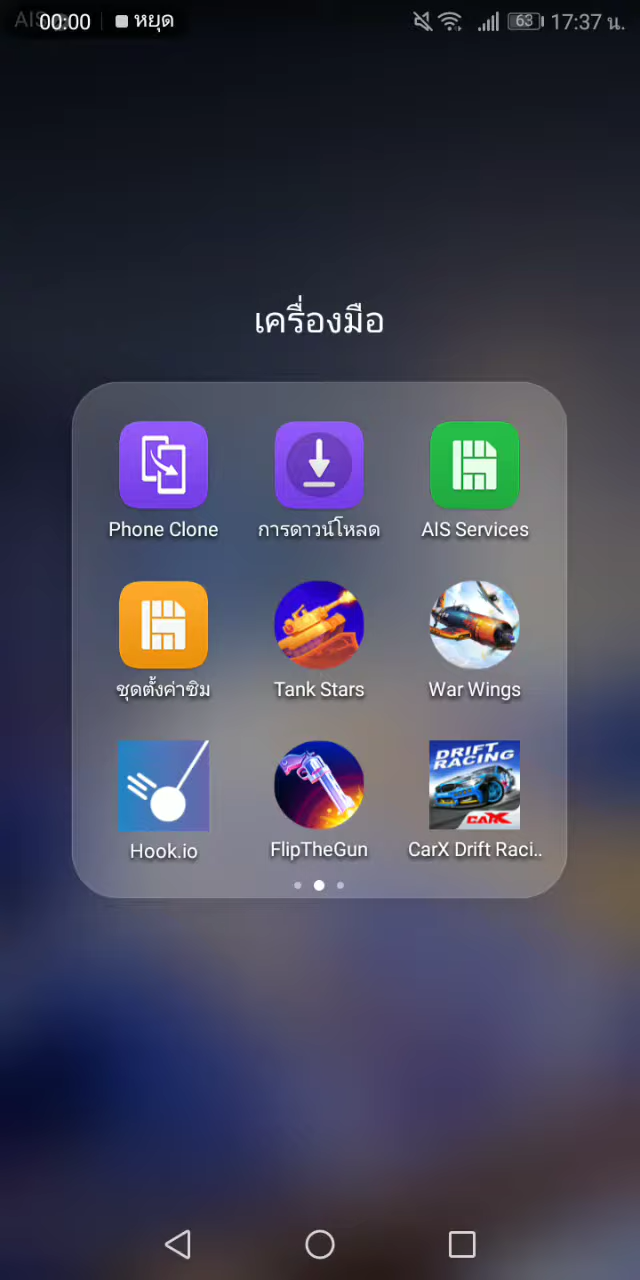 00:00 หยุด 63 17:37 น.
เครื่องมือ
Phone Clone การดาวน์โหลด AIS Services
ชุดตั้งค่าซิม Tank Stars War Wings
DRIFT
RACING
CARX
Hook.io FlipTheGun CarX Drift Raci..